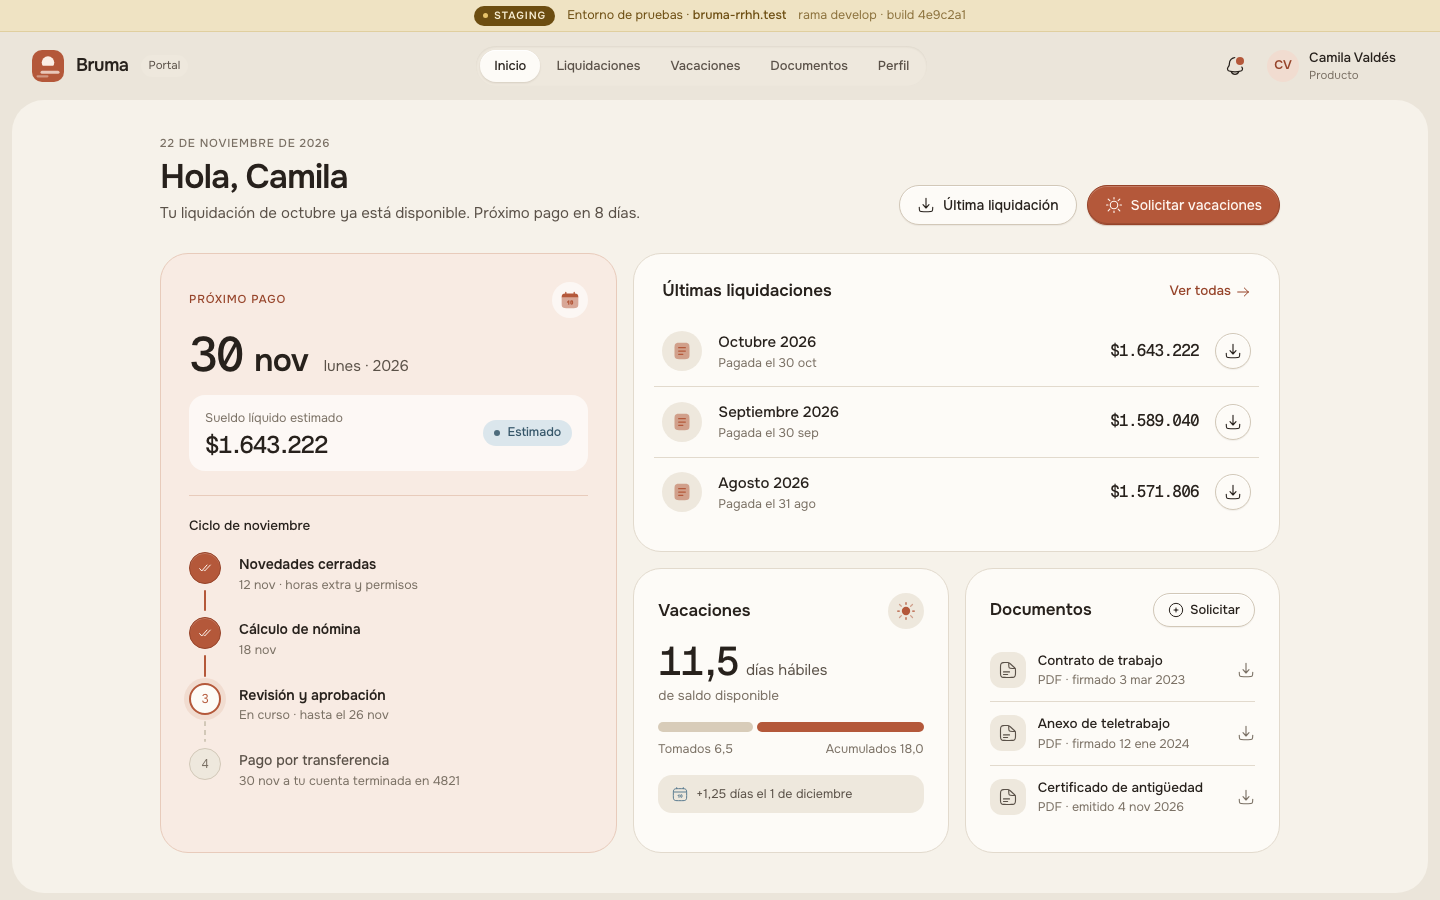 STAGING Entorno de pruebas · bruma-rrhh.test rama develop · build 4e9c2a1
Bruma Portal
Inicio Liquidaciones Vacaciones Documentos Perfil
CV Camila Valdés
Producto
22 DE NOVIEMBRE DE 2026
Hola, Camila
Tu liquidación de octubre ya está disponible. Próximo pago en 8 días.
Última liquidación
Solicitar vacaciones
PRÓXIMO PAGO
30 nov lunes · 2026
Sueldo líquido estimado
$1.643.222
Estimado
Ciclo de noviembre
Novedades cerradas
12 nov · horas extra y permisos
Cálculo de nómina
18 nov
3 Revisión y aprobación
En curso · hasta el 26 nov
4 Pago por transferencia
30 nov a tu cuenta terminada en 4821
Últimas liquidaciones
Ver todas
Octubre 2026
Pagada el 30 oct
$1.643.222
Septiembre 2026
Pagada el 30 sep
$1.589.040
Agosto 2026
Pagada el 31 ago
$1.571.806
Vacaciones
11,5 días hábiles
de saldo disponible
Tomados 6,5 Acumulados 18,0
+1,25 días el 1 de diciembre
Documentos
Solicitar
Contrato de trabajo
PDF · firmado 3 mar 2023
Anexo de teletrabajo
PDF · firmado 12 ene 2024
Certificado de antigüedad
PDF · emitido 4 nov 2026